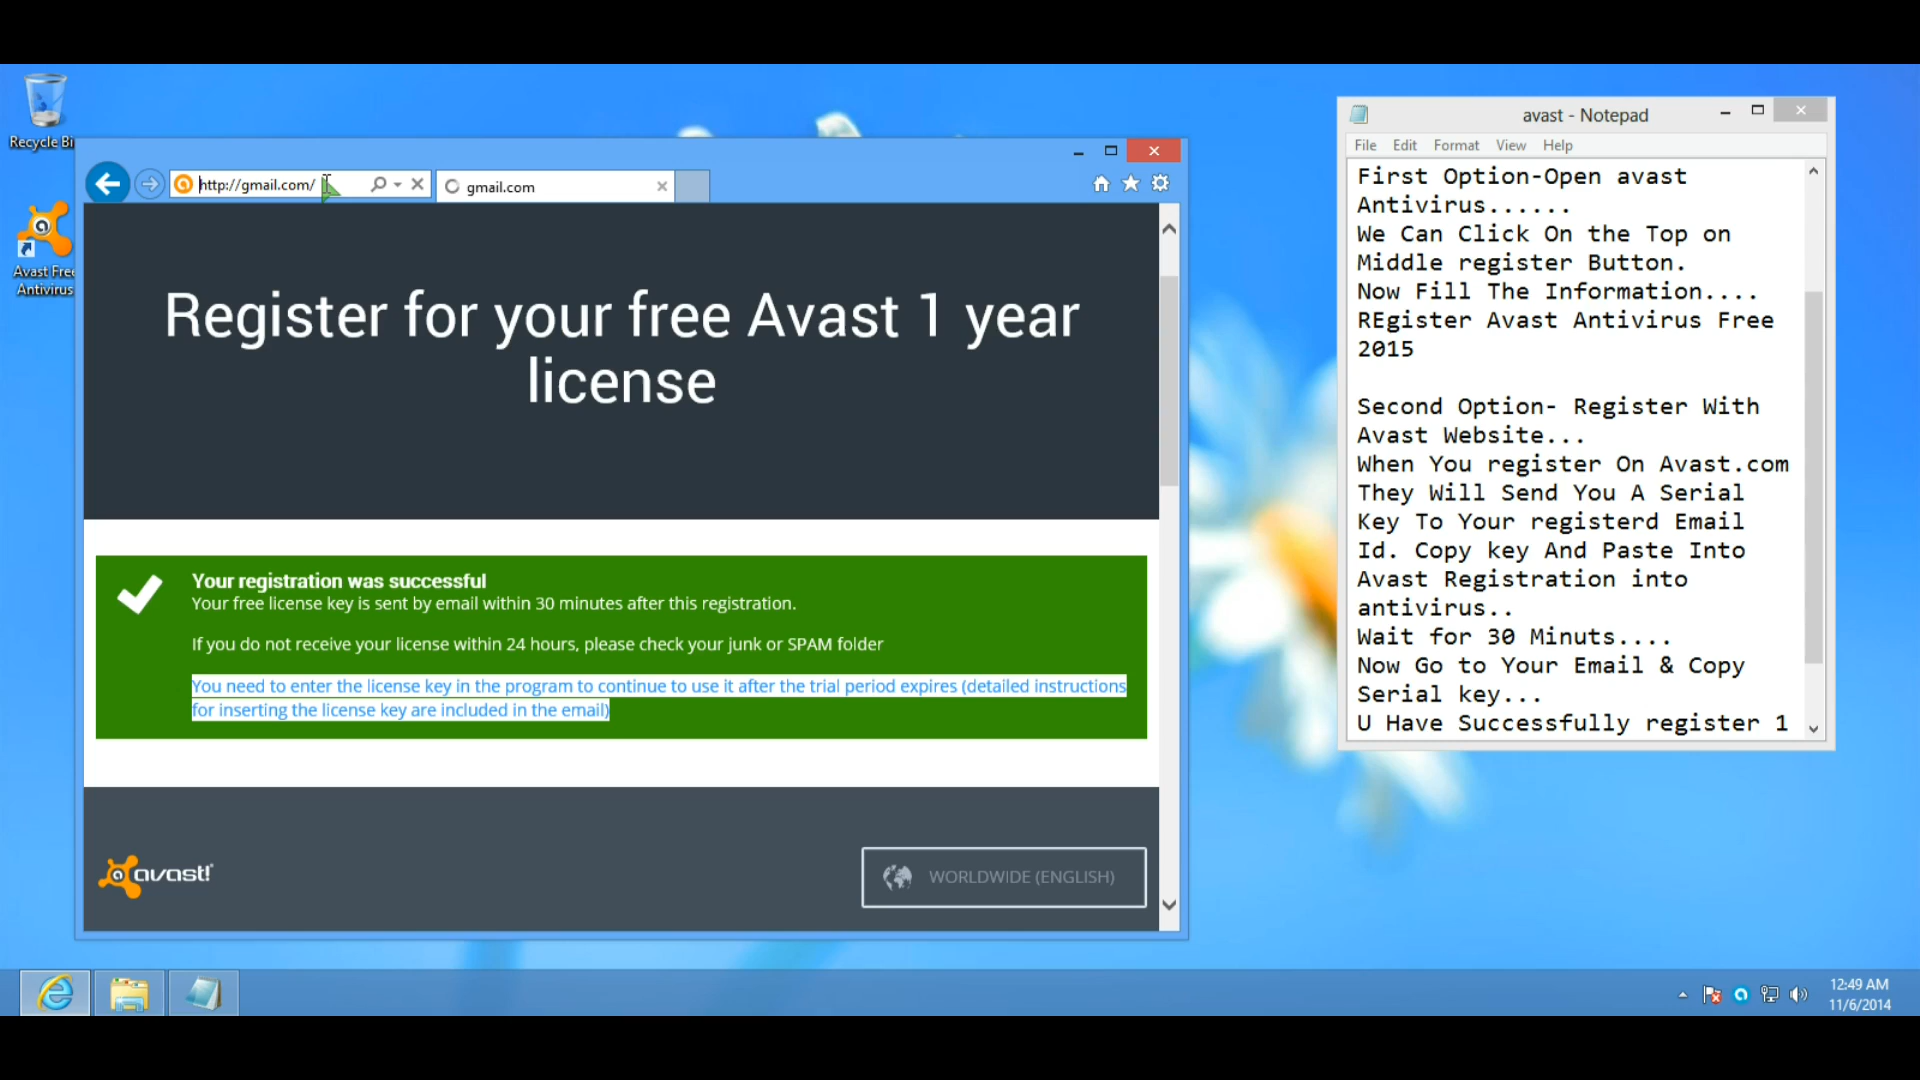 Recycle Bi
Avast Free
Antivirus
http://gmail.com/
gmail.com
Register for your free Avast 1 year
license
Your registration was successful
Your free license key is sent by email within 30 minutes after this registration.
If you do not receive your license within 24 hours, please check your junk or SPAM folder
You need to enter the license key in the program to continue to use it after the trial period expires (detailed instructions
for inserting the license key are included in the email)
avast!
WORLDWIDE (ENGLISH)
avast - Notepad
File Edit Format View Help
First Option-Open avast
Antivirus......
We Can Click On the Top on
Middle register Button.
Now Fill The Information....
REgister Avast Antivirus Free
2015
Second Option- Register With
Avast Website...
When You register On Avast.com
They Will Send You A Serial
Key To Your registerd Email
Id. Copy key And Paste Into
Avast Registration into
antivirus..
Wait for 30 Minuts....
Now Go to Your Email & Copy
Serial key...
U Have Successfully register 1
12:49 AM
11/6/2014